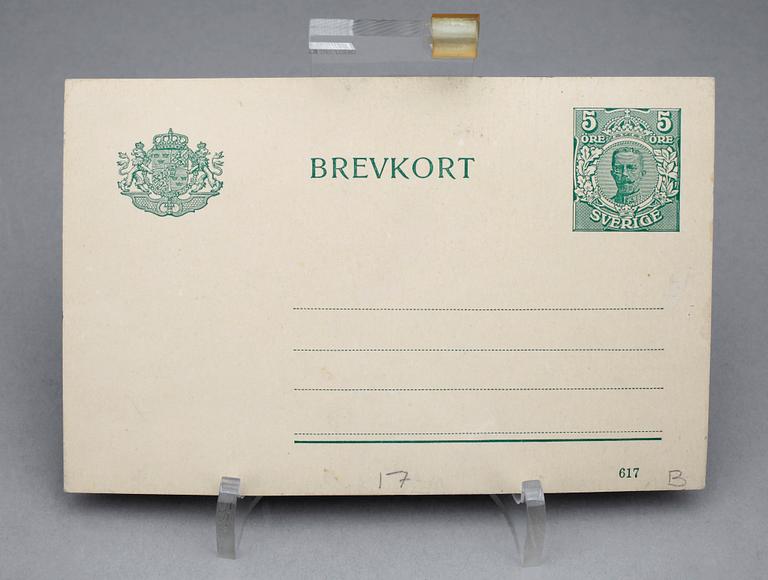 BREVKORT
5 5
ÖRE ÖRE
SVERIGE
617
17 B